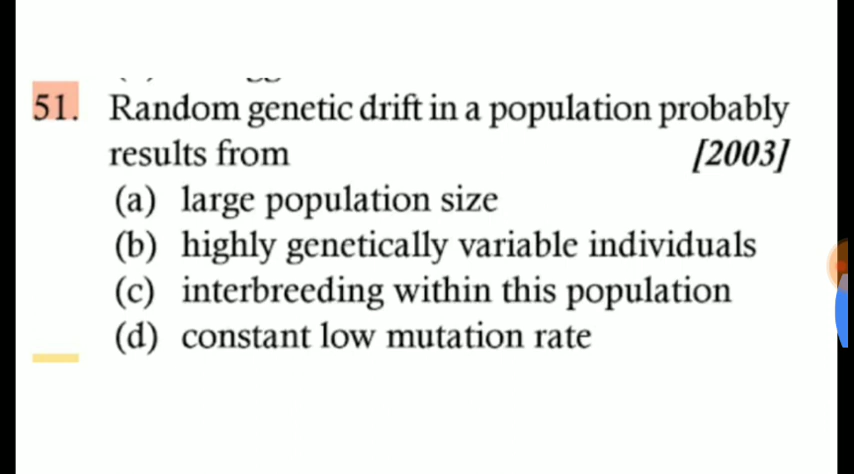 51. Random genetic drift in a population probably
results from [2003]
(a) large population size
(b) highly genetically variable individuals
(c) interbreeding within this population
(d) constant low mutation rate